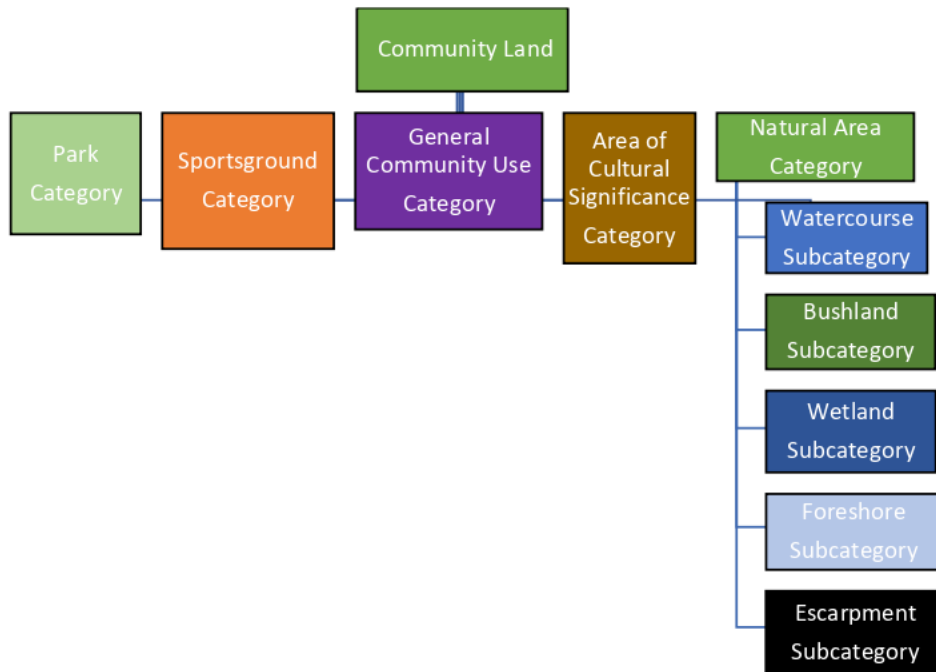 Community Land
Park
Category
Sportsground
Category
General
Community Use
Category
Area of
Cultural
Significance
Category
Natural Area
Category
Watercourse
Subcategory
Bushland
Subcategory
Wetland
Subcategory
Foreshore
Subcategory
Escarpment
Subcategory